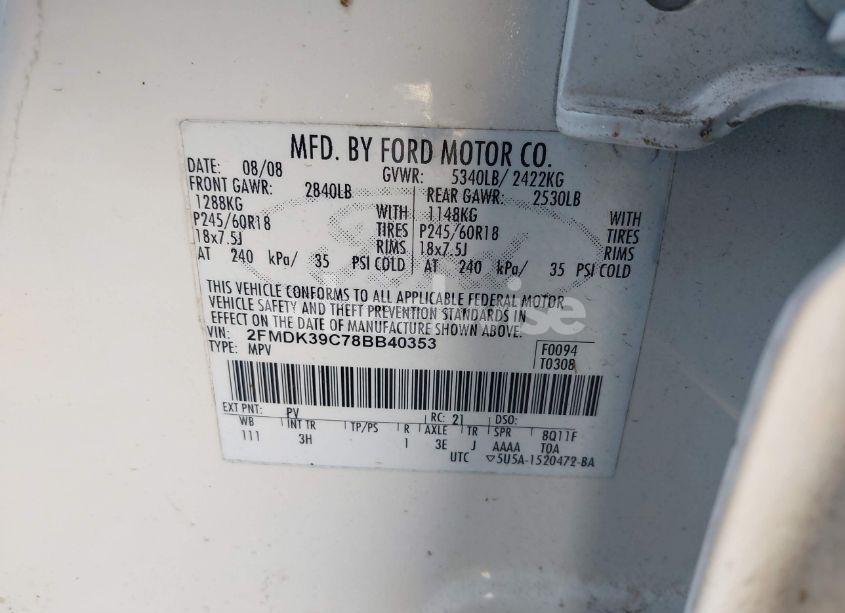 MFD. BY FORD MOTOR CO.
DATE: 08/08 GVWR: 5340LB/ 2422KG
FRONT GAWR: 2840LB REAR GAWR: 2530LB
1288KG WITH 1148KG WITH
P245/60R18 TIRES P245/60R18 TIRES
18x7.5J RIMS 18x7.5J RIMS
AT 240 kPa/ 35 PSI COLD AT 240 kPa/ 35 PSI COLD
THIS VEHICLE CONFORMS TO ALL APPLICABLE FEDERAL MOTOR
VEHICLE SAFETY AND THEFT PREVENTION STANDARDS IN
EFFECT ON THE DATE OF MANUFACTURE SHOWN ABOVE.
VIN: 2FMDK39C78BB40353 F0094
TYPE: MPV T0308
EXT PNT: PV RC: 21 DSO:
WB INT TR TP/PS R AXLE TR SPR 8Q11F
111 3H 1 3E J AAAA TOA
UTC ▽5U5A-1520472-BA